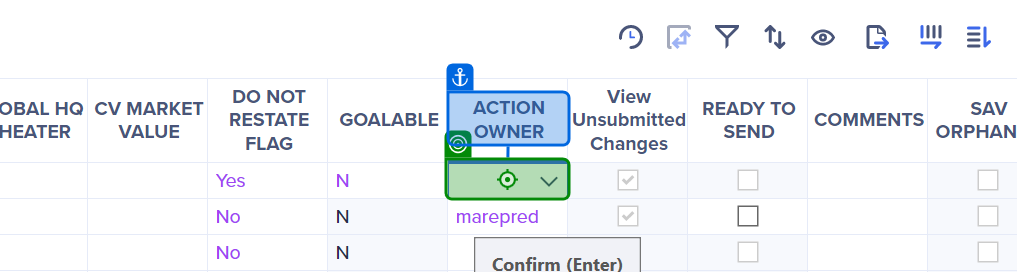 OBAL HQ
HEATER
CV MARKET
VALUE
DO NOT
RESTATE
FLAG
GOALABLE
ACTION
OWNER
View
Unsubmitted
Changes
READY TO
SEND
COMMENTS
SAV
ORPHAN
Yes
N
No
N
marepred
No
N
Confirm (Enter)